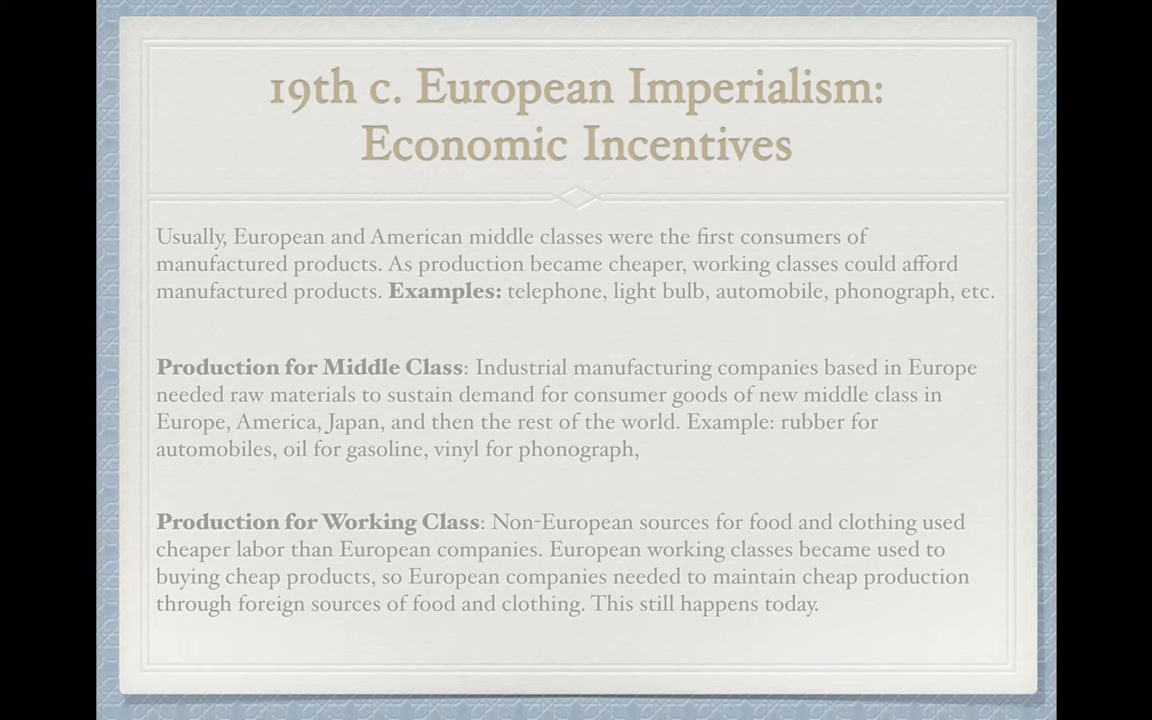 19th c. European Imperialism:
Economic Incentives
Usually, European and American middle classes were the first consumers of
manufactured products. As production became cheaper, working classes could afford
manufactured products. Examples: telephone, light bulb, automobile, phonograph, etc.
Production for Middle Class: Industrial manufacturing companies based in Europe
needed raw materials to sustain demand for consumer goods of new middle class in
Europe, America, Japan, and then the rest of the world. Example: rubber for
automobiles, oil for gasoline, vinyl for phonograph,
Production for Working Class: Non-European sources for food and clothing used
cheaper labor than European companies. European working classes became used to
buying cheap products, so European companies needed to maintain cheap production
through foreign sources of food and clothing. This still happens today.